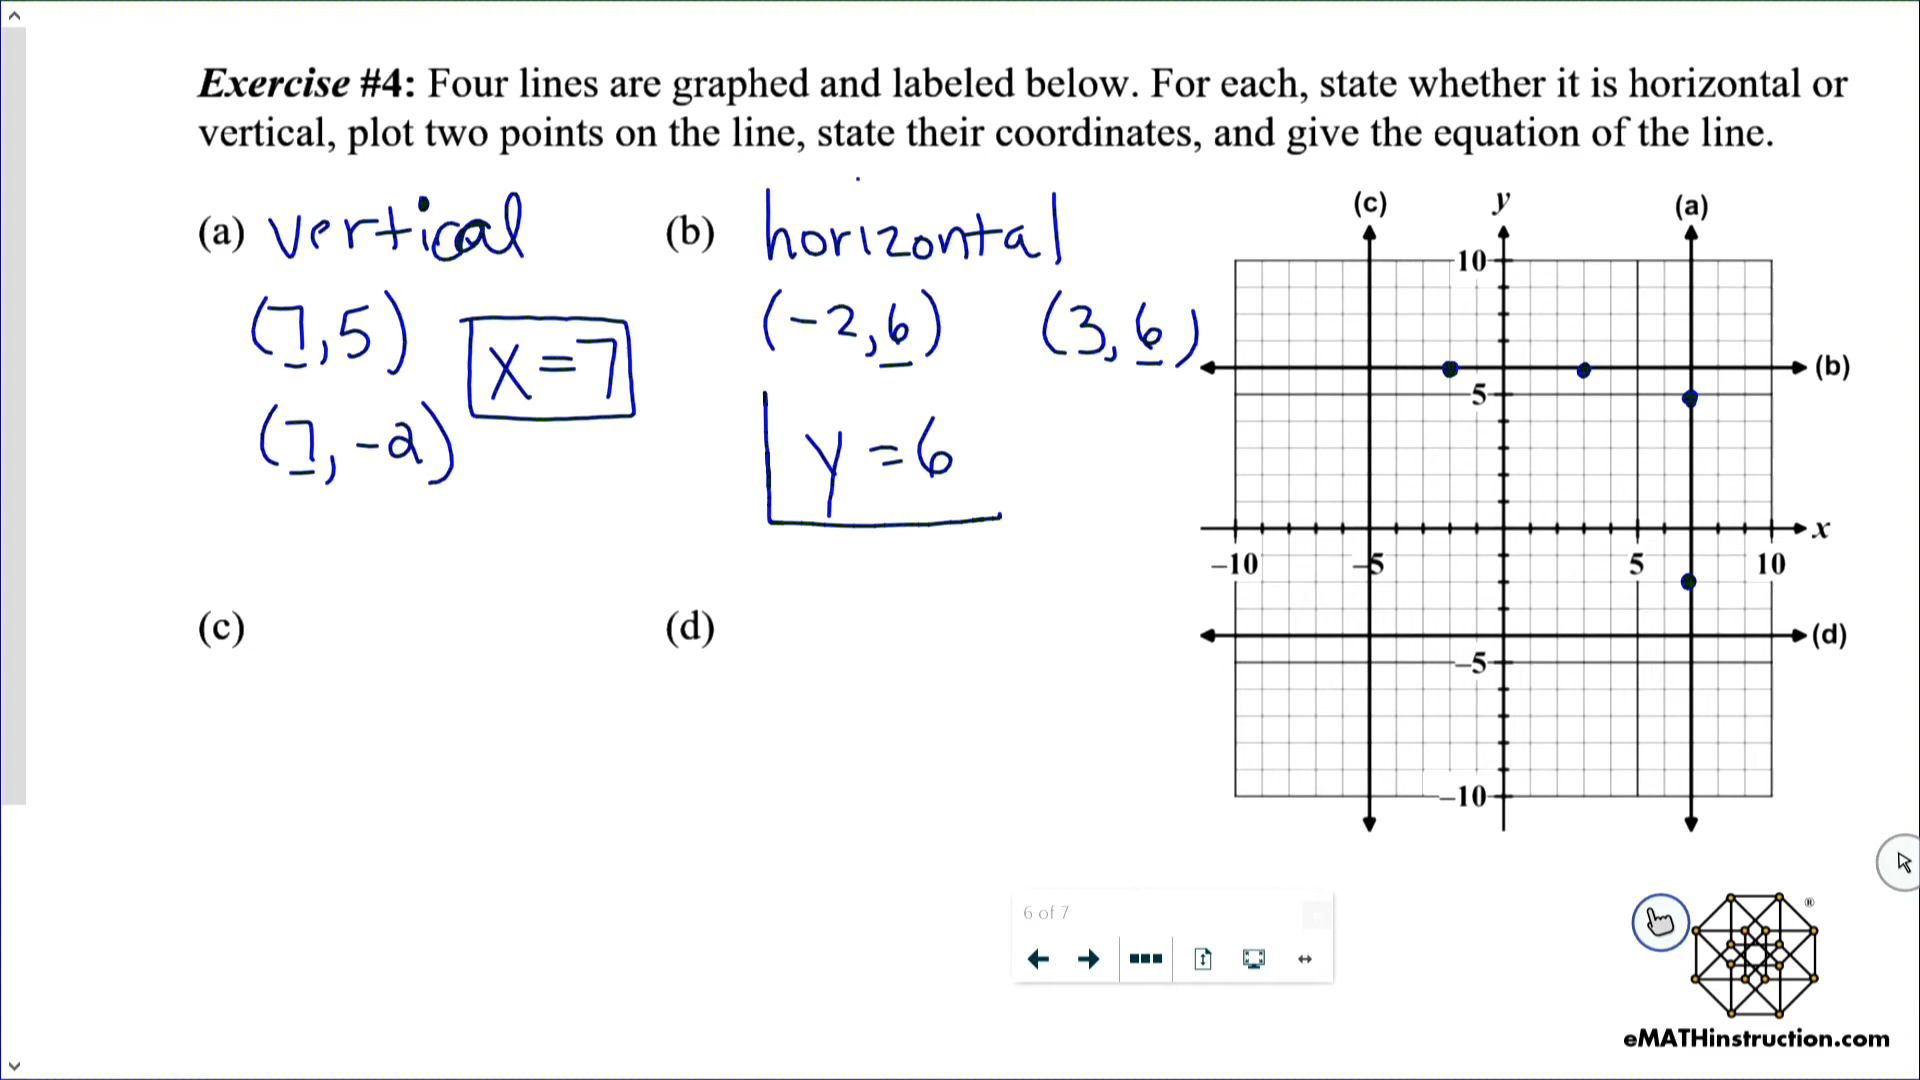 Exercise #4: Four lines are graphed and labeled below. For each, state whether it is horizontal or
vertical, plot two points on the line, state their coordinates, and give the equation of the line.
(a) vertical
(7,5)
x=7
(7,-2)
(b) horizontal
(-2,6) (3,6)
y=6
(c)
(d)
(c) y (a)
10
(b)
5
x
–10 –5 5 10
(d)
–5
–10
6 of 7
®
eMATHinstruction.com